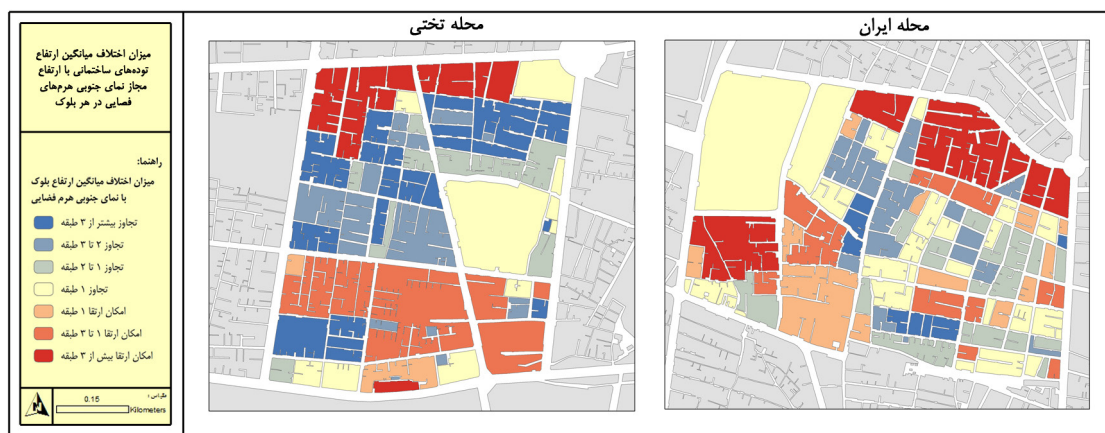 میزان اختلاف میانگین ارتفاع
توده‌های ساختمانی با ارتفاع
مجاز نمای جنوبی هرم‌های
فضایی در هر بلوک
راهنما:
میزان اختلاف میانگین ارتفاع بلوک
با نمای جنوبی هرم فضایی
تجاوز بیشتر از ۳ طبقه
تجاوز ۲ تا ۳ طبقه
تجاوز ۱ تا ۲ طبقه
تجاوز ۱ طبقه
امکان ارتقا ۱ طبقه
امکان ارتقا ۱ تا ۳ طبقه
امکان ارتقا بیش از ۳ طبقه
مقیاس:
0.15
Kilometers
محله تختی
محله ایران